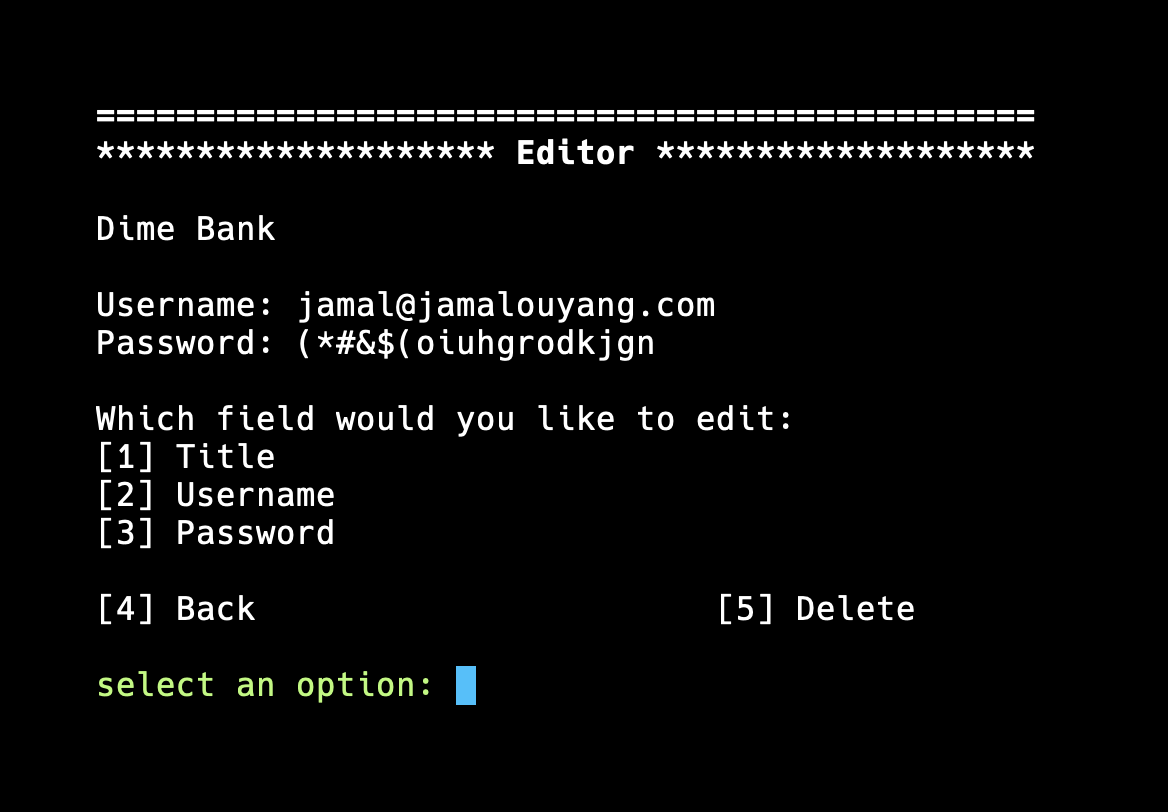 ===============================================
******************** Editor *******************
Dime Bank
Username: jamal@jamalouyang.com
Password: (*#&$(oiuhgrodkjgn
Which field would you like to edit:
[1] Title
[2] Username
[3] Password
[4] Back                       [5] Delete
select an option: